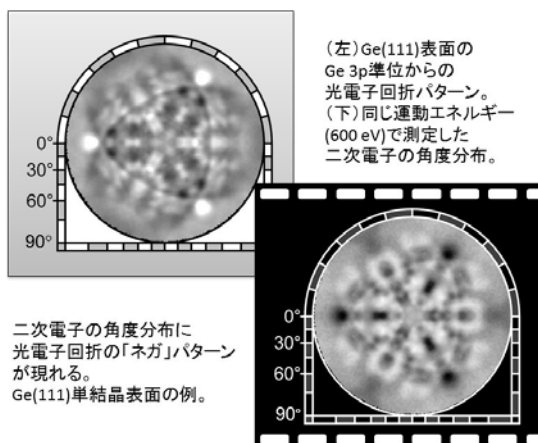 (左)Ge(111)表面の
Ge 3p準位からの
光電子回折パターン。
(下)同じ運動エネルギー
(600 eV)で測定した
二次電子の角度分布。
0°
30°
60°
90°
0°
30°
60°
90°
二次電子の角度分布に
光電子回折の「ネガ」パターン
が現れる。
Ge(111)単結晶表面の例。